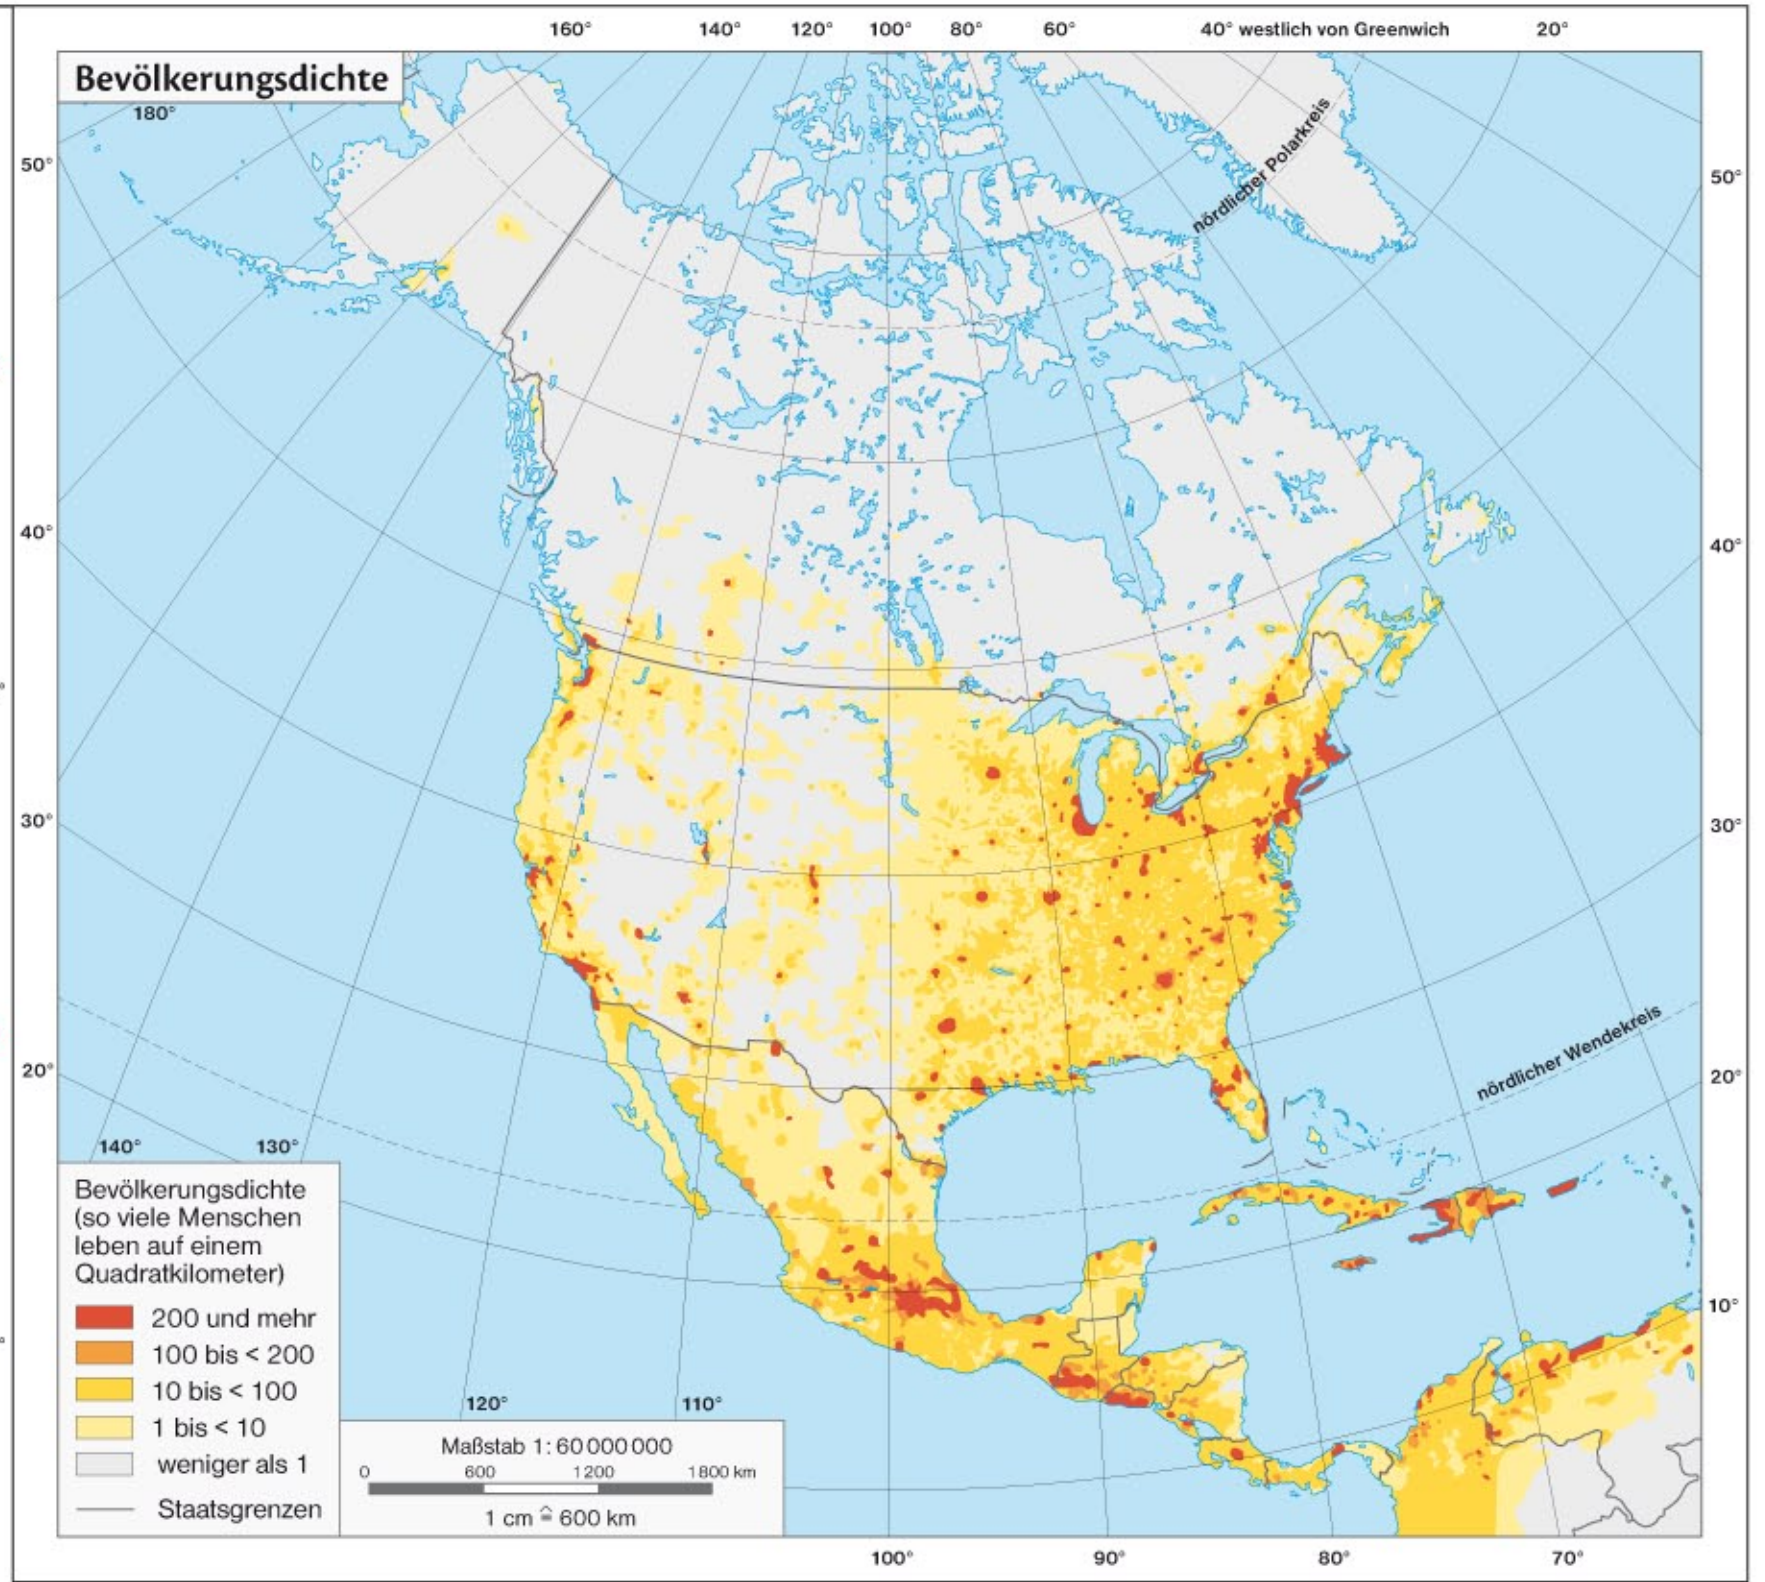 160° 140° 120° 100° 80° 60° 40° westlich von Greenwich 20°
Bevölkerungsdichte
180°
50°
50°
nördlicher Polarkreis
40°
40°
30°
30°
20°
20°
nördlicher Wendekreis
140° 130°
Bevölkerungsdichte
(so viele Menschen
leben auf einem
Quadratkilometer)
200 und mehr
100 bis < 200
10 bis < 100
1 bis < 10
weniger als 1
Staatsgrenzen
10°
120° 110°
Maßstab 1:60 000 000
0 600 1200 1800 km
1 cm ≙ 600 km
100° 90° 80° 70°